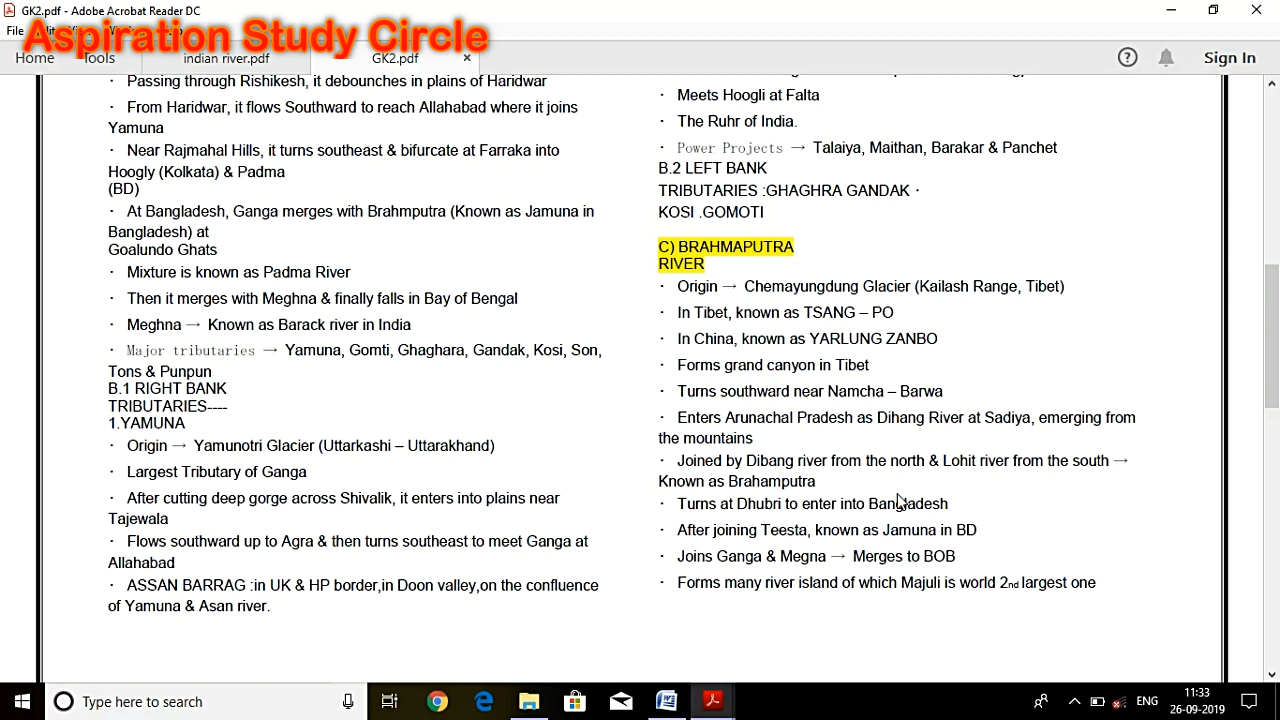 GK2.pdf - Adobe Acrobat Reader DC
File
Aspiration Study Circle
Home
Tools
indian river.pdf
GK2.pdf
×
Sign In
· Passing through Rishikesh, it debounches in plains of Haridwar
· From Haridwar, it flows Southward to reach Allahabad where it joins
Yamuna
· Near Rajmahal Hills, it turns southeast & bifurcate at Farraka into
Hoogly (Kolkata) & Padma
(BD)
· At Bangladesh, Ganga merges with Brahmputra (Known as Jamuna in
Bangladesh) at
Goalundo Ghats
· Mixture is known as Padma River
· Then it merges with Meghna & finally falls in Bay of Bengal
· Meghna → Known as Barack river in India
· Major tributaries → Yamuna, Gomti, Ghaghara, Gandak, Kosi, Son,
Tons & Punpun
B.1 RIGHT BANK
TRIBUTARIES----
1.YAMUNA
· Origin → Yamunotri Glacier (Uttarkashi – Uttarakhand)
· Largest Tributary of Ganga
· After cutting deep gorge across Shivalik, it enters into plains near
Tajewala
· Flows southward up to Agra & then turns southeast to meet Ganga at
Allahabad
· ASSAN BARRAG :in UK & HP border,in Doon valley,on the confluence
of Yamuna & Asan river.
· Meets Hoogli at Falta
· The Ruhr of India.
· Power Projects → Talaiya, Maithan, Barakar & Panchet
B.2 LEFT BANK
TRIBUTARIES :GHAGHRA GANDAK ·
KOSI .GOMOTI
C) BRAHMAPUTRA
RIVER
· Origin → Chemayungdung Glacier (Kailash Range, Tibet)
· In Tibet, known as TSANG – PO
· In China, known as YARLUNG ZANBO
· Forms grand canyon in Tibet
· Turns southward near Namcha – Barwa
· Enters Arunachal Pradesh as Dihang River at Sadiya, emerging from
the mountains
· Joined by Dibang river from the north & Lohit river from the south →
Known as Brahamputra
· Turns at Dhubri to enter into Bangladesh
· After joining Teesta, known as Jamuna in BD
· Joins Ganga & Megna → Merges to BOB
· Forms many river island of which Majuli is world 2nd largest one
Type here to search
ENG
11:33
26-09-2019